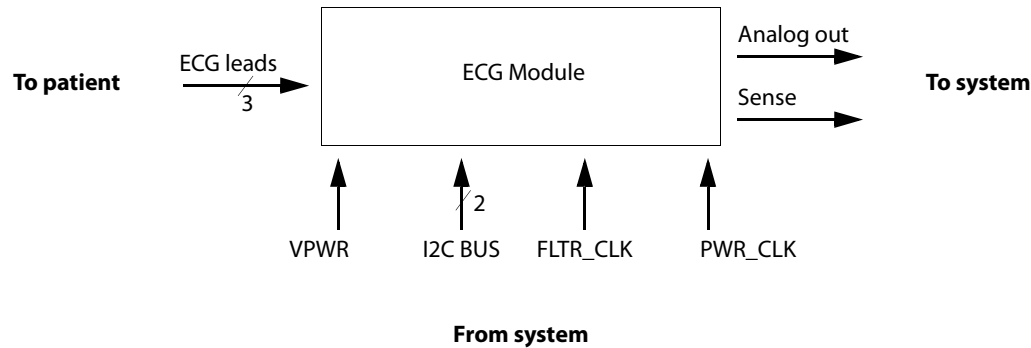 Analog out
ECG leads
ECG Module
To patient
To system
3
Sense
2
VPWR
I2C BUS
FLTR_CLK
PWR_CLK
From system